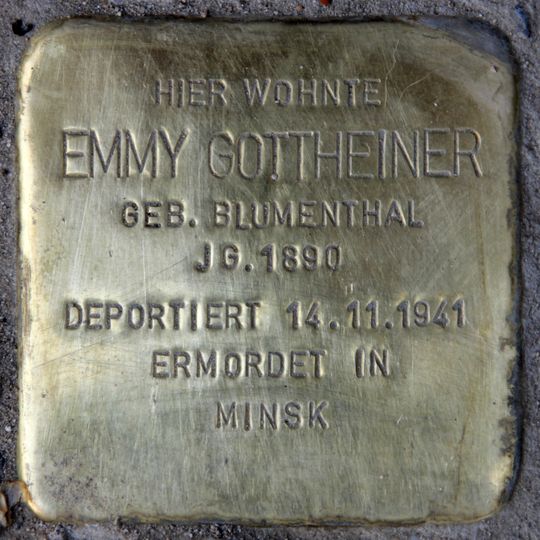 HIER WOHNTE
EMMY GOTTHEINER
GEB. BLUMENTHAL
JG. 1890
DEPORTIERT 14.11.1941
ERMORDET IN
MINSK